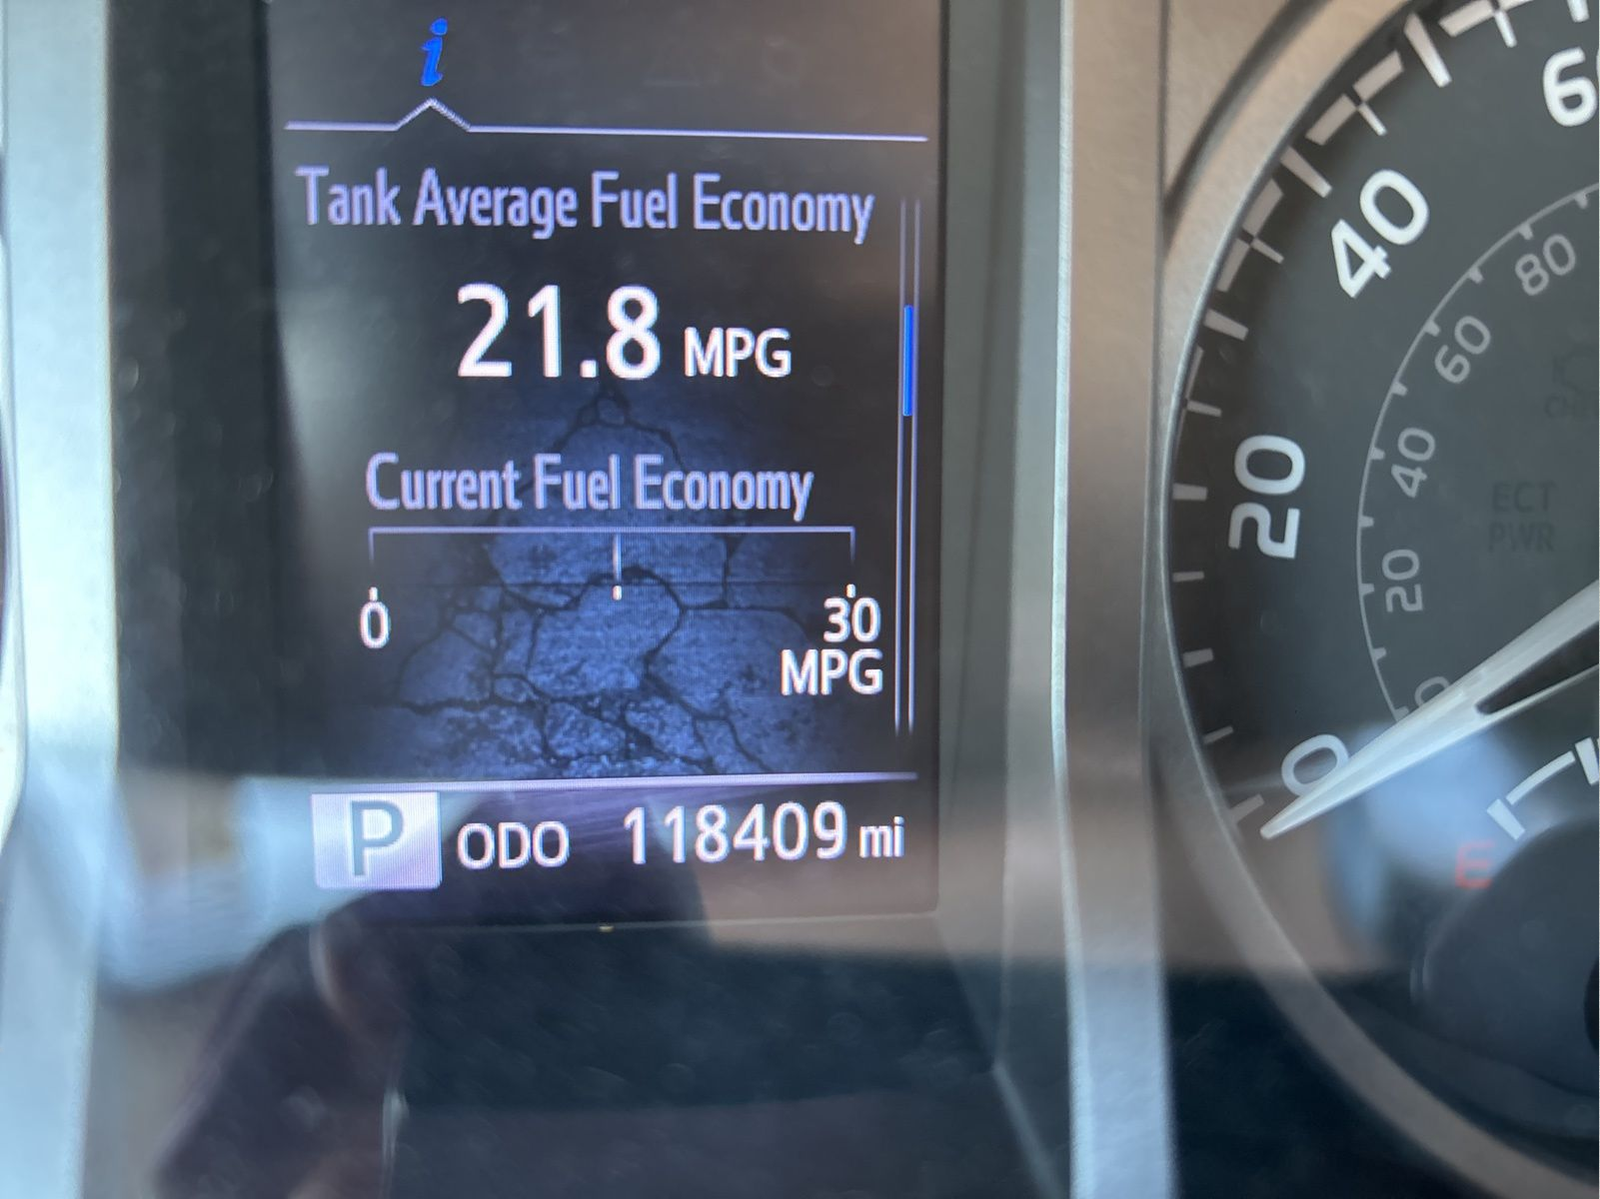 i
Tank Average Fuel Economy
21.8 MPG
Current Fuel Economy
0 30
MPG
P ODO 118409 mi
40
20
0
80
60
40
20
ECT
PWR
E